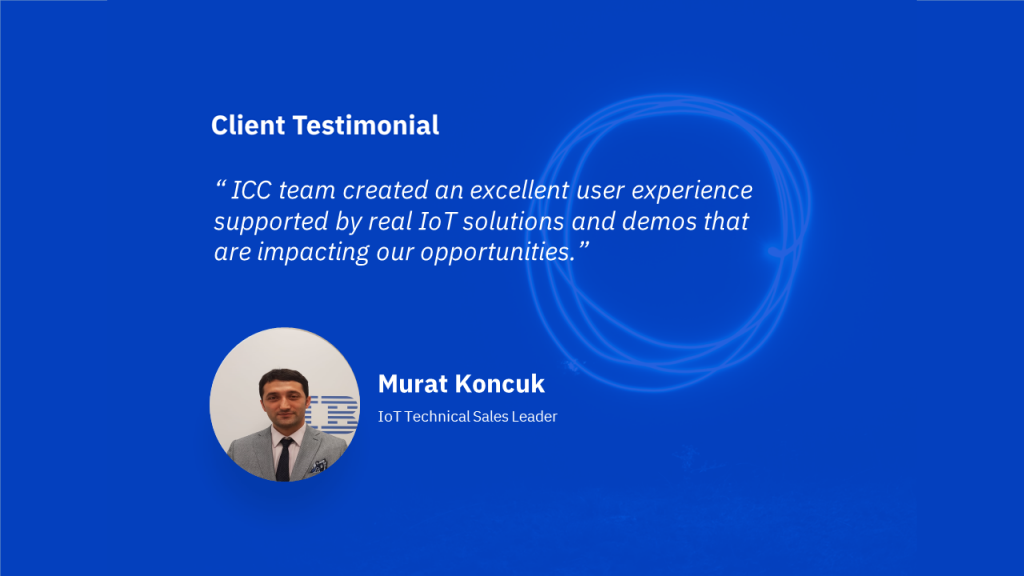 Client Testimonial
“ ICC team created an excellent user experience
supported by real IoT solutions and demos that
are impacting our opportunities.”
Murat Koncuk
IoT Technical Sales Leader
IB